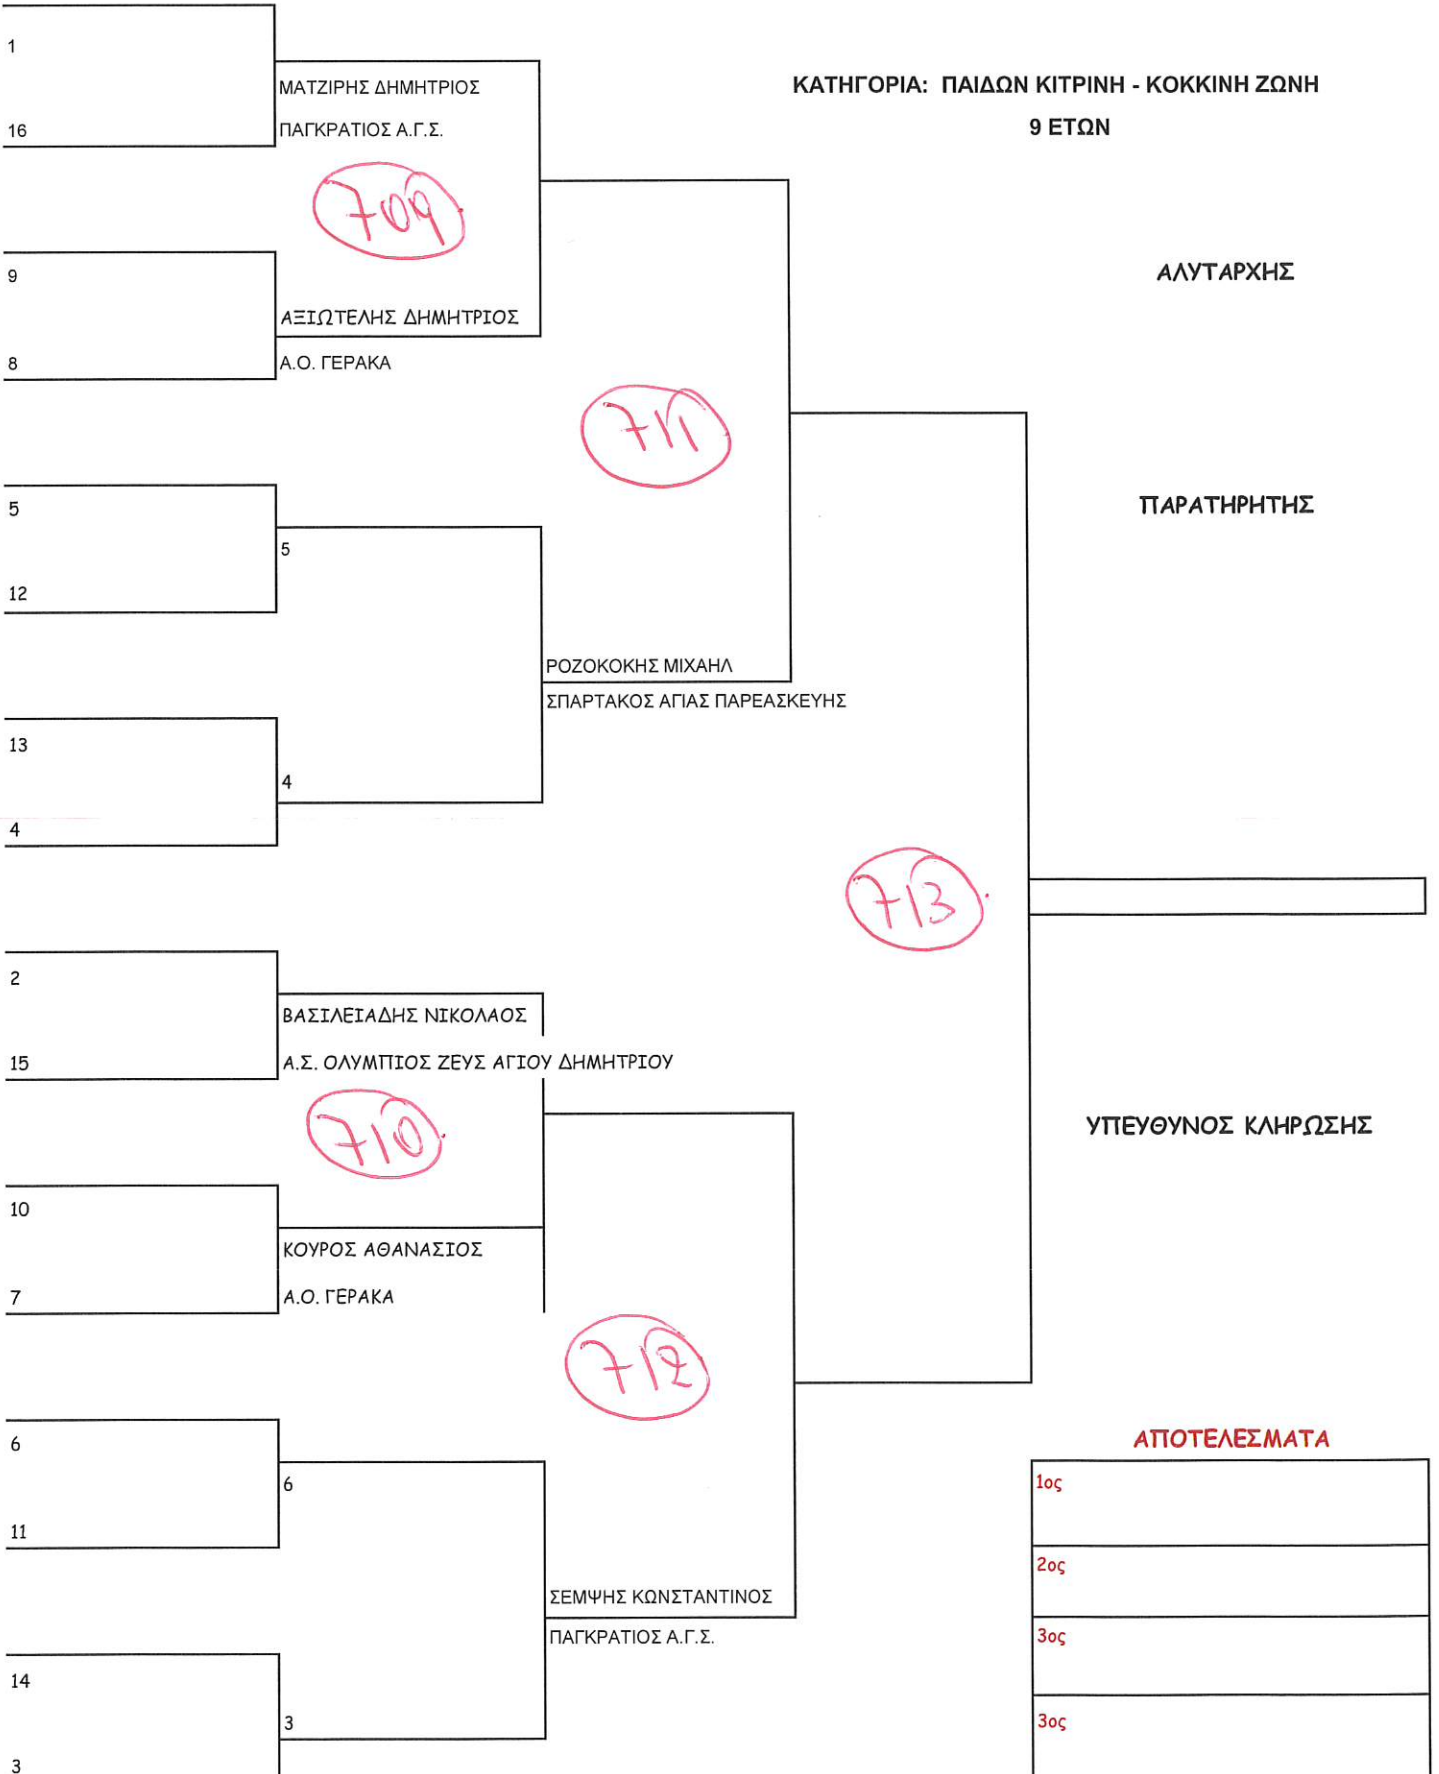 1
ΜΑΤΖΙΡΗΣ ΔΗΜΗΤΡΙΟΣ
ΚΑΤΗΓΟΡΙΑ: ΠΑΙΔΩΝ ΚΙΤΡΙΝΗ - ΚΟΚΚΙΝΗ ΖΩΝΗ
16
ΠΑΓΚΡΑΤΙΟΣ Α.Γ.Σ.
9 ΕΤΩΝ
709
9
ΑΛΥΤΑΡΧΗΣ
ΑΞΙΩΤΕΛΗΣ ΔΗΜΗΤΡΙΟΣ
8
Α.Ο. ΓΕΡΑΚΑ
711
5
ΠΑΡΑΤΗΡΗΤΗΣ
5
12
ΡΟΖΟΚΟΚΗΣ ΜΙΧΑΗΛ
ΣΠΑΡΤΑΚΟΣ ΑΓΙΑΣ ΠΑΡΕΑΣΚΕΥΗΣ
13
4
4
713
2
ΒΑΣΙΛΕΙΑΔΗΣ ΝΙΚΟΛΑΟΣ
15
Α.Σ. ΟΛΥΜΠΙΟΣ ΖΕΥΣ ΑΓΙΟΥ ΔΗΜΗΤΡΙΟΥ
710
ΥΠΕΥΘΥΝΟΣ ΚΛΗΡΩΣΗΣ
10
ΚΟΥΡΟΣ ΑΘΑΝΑΣΙΟΣ
7
Α.Ο. ΓΕΡΑΚΑ
712
6
ΑΠΟΤΕΛΕΣΜΑΤΑ
6
1ος
11
2ος
ΣΕΜΨΗΣ ΚΩΝΣΤΑΝΤΙΝΟΣ
ΠΑΓΚΡΑΤΙΟΣ Α.Γ.Σ.
3ος
14
3
3ος
3